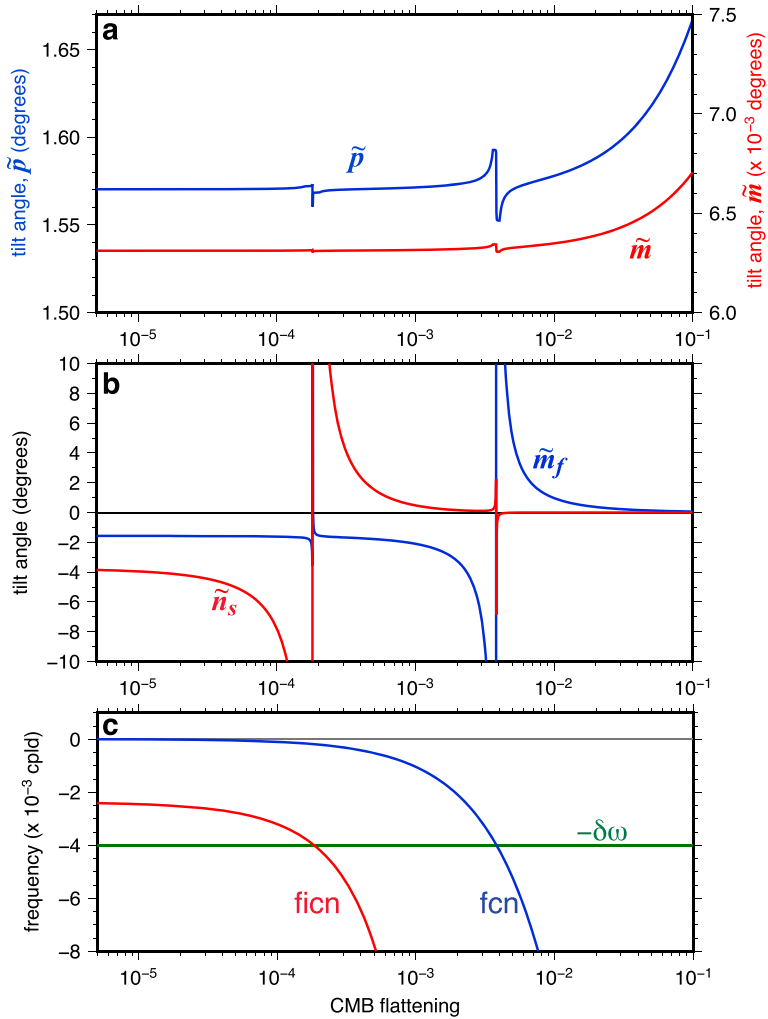 a
1.65
1.60
1.55
1.50
tilt angle, p̃ (degrees)
7.5
7.0
6.5
6.0
tilt angle, m̃ (x 10⁻³ degrees)
p̃
m̃
10⁻⁵ 10⁻⁴ 10⁻³ 10⁻² 10⁻¹
b
10
8
6
4
2
0
−2
−4
−6
−8
−10
tilt angle (degrees)
m̃f
ñs
10⁻⁵ 10⁻⁴ 10⁻³ 10⁻² 10⁻¹
c
0
−2
−4
−6
−8
frequency (x 10⁻³ cpld)
−δω
ficn
fcn
10⁻⁵ 10⁻⁴ 10⁻³ 10⁻² 10⁻¹
CMB flattening